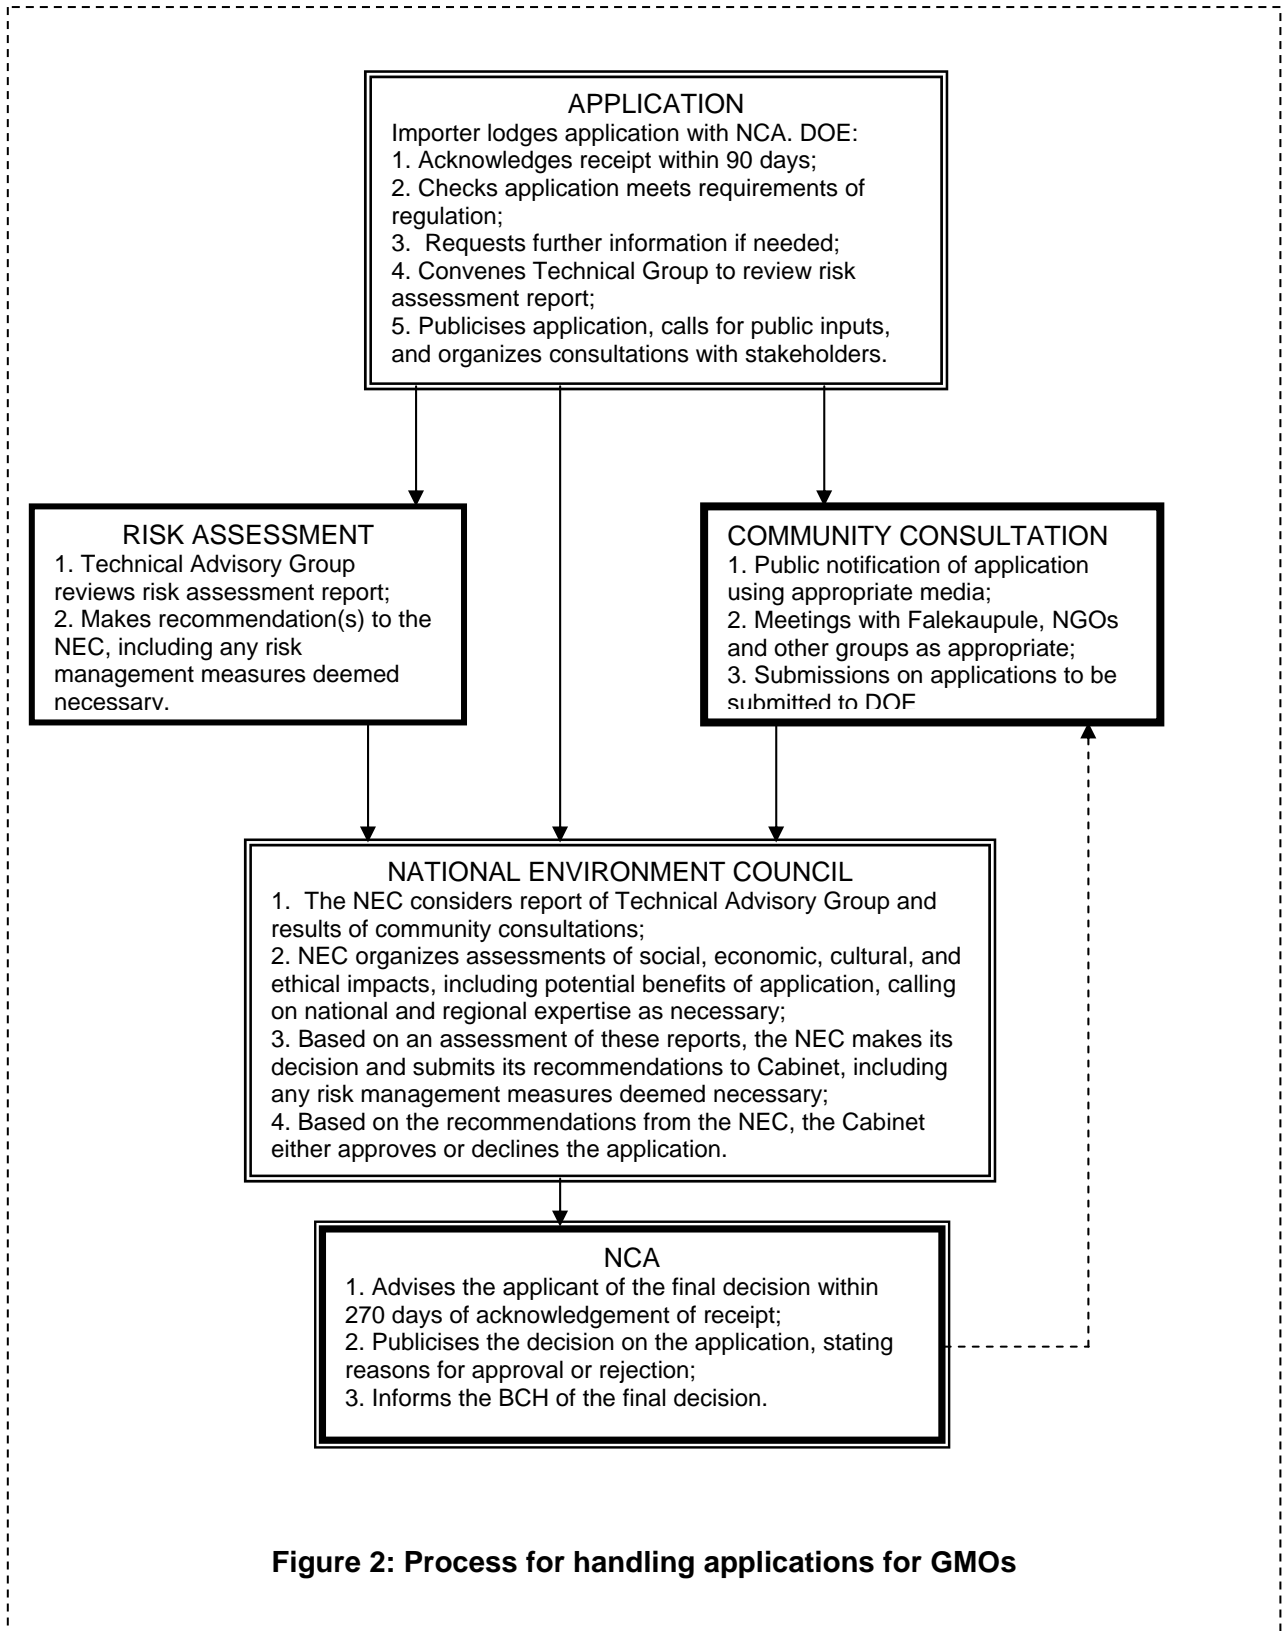 APPLICATION
Importer lodges application with NCA. DOE:
1. Acknowledges receipt within 90 days;
2. Checks application meets requirements of
regulation;
3. Requests further information if needed;
4. Convenes Technical Group to review risk
assessment report;
5. Publicises application, calls for public inputs,
and organizes consultations with stakeholders.
RISK ASSESSMENT
1. Technical Advisory Group
reviews risk assessment report;
2. Makes recommendation(s) to the
NEC, including any risk
management measures deemed
necessary.
COMMUNITY CONSULTATION
1. Public notification of application
using appropriate media;
2. Meetings with Falekaupule, NGOs
and other groups as appropriate;
3. Submissions on applications to be
submitted to DOE
NATIONAL ENVIRONMENT COUNCIL
1. The NEC considers report of Technical Advisory Group and
results of community consultations;
2. NEC organizes assessments of social, economic, cultural, and
ethical impacts, including potential benefits of application, calling
on national and regional expertise as necessary;
3. Based on an assessment of these reports, the NEC makes its
decision and submits its recommendations to Cabinet, including
any risk management measures deemed necessary;
4. Based on the recommendations from the NEC, the Cabinet
either approves or declines the application.
NCA
1. Advises the applicant of the final decision within
270 days of acknowledgement of receipt;
2. Publicises the decision on the application, stating
reasons for approval or rejection;
3. Informs the BCH of the final decision.
Figure 2: Process for handling applications for GMOs